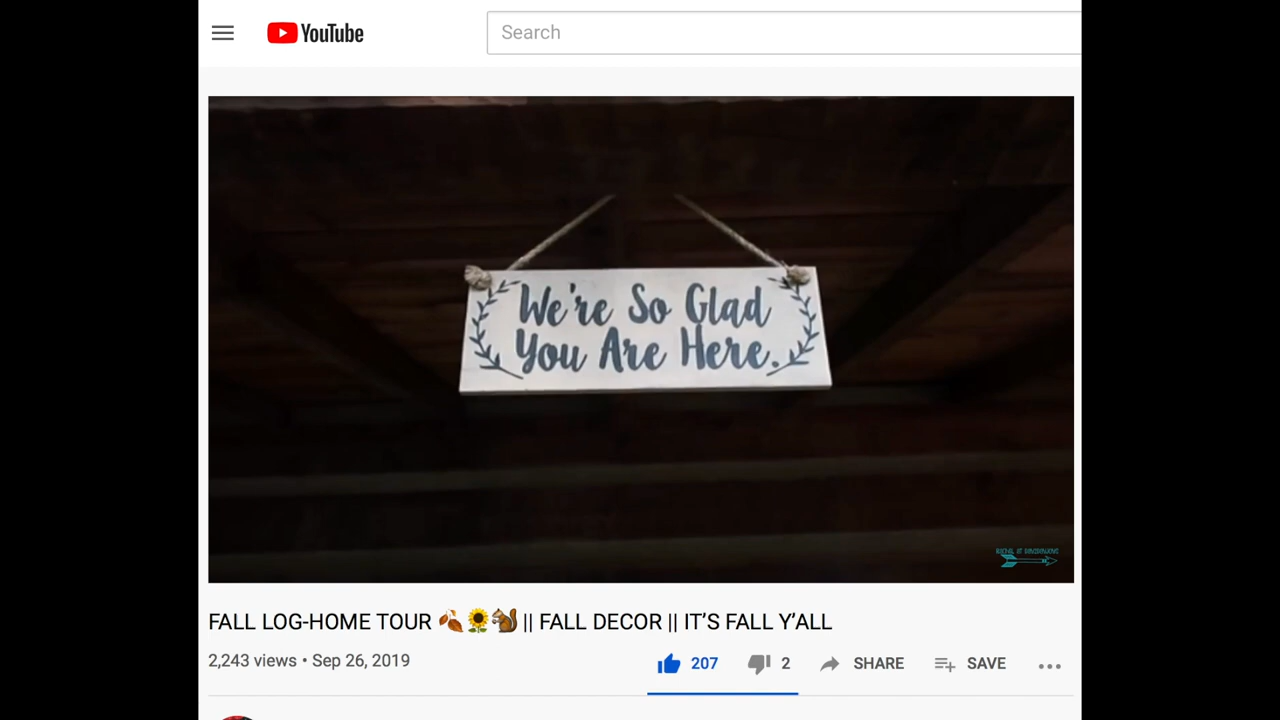 YouTube
Search
We're So Glad
You Are Here.
FALL LOG-HOME TOUR 🍂🌻🐿️ || FALL DECOR || IT'S FALL Y'ALL
2,243 views • Sep 26, 2019
207
2
SHARE
SAVE